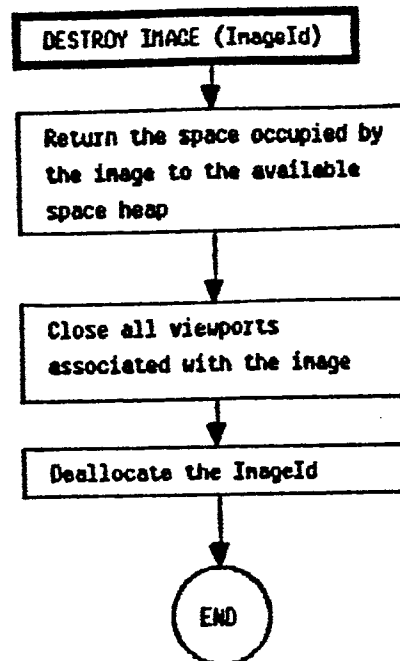 DESTROY IMAGE (ImageId)
Return the space occupied by
the image to the available
space heap
Close all viewports
associated with the image
Deallocate the ImageId
END